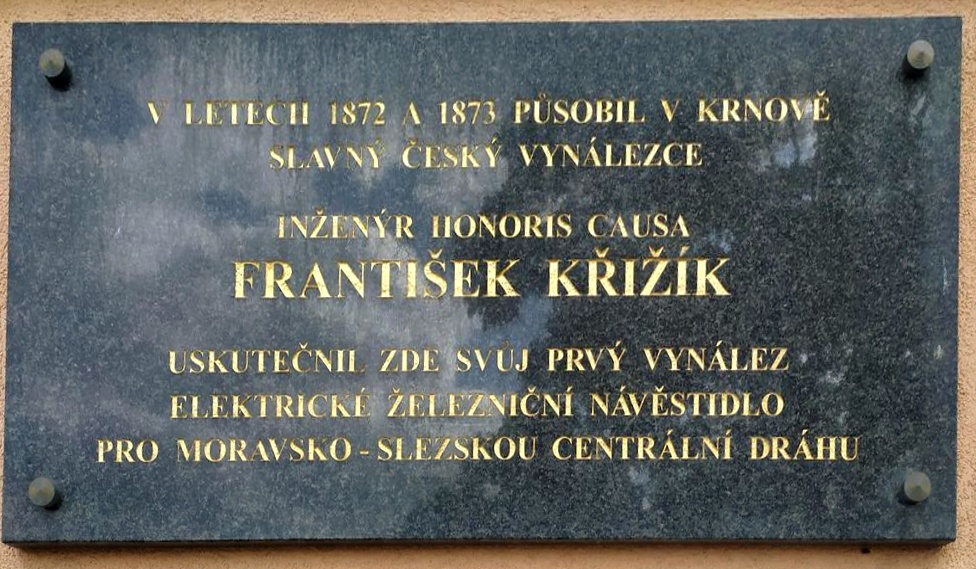 V LETECH 1872 A 1873 PŮSOBIL V KRNOVĚ
SLAVNÝ ČESKÝ VYNÁLEZCE
INŽENÝR HONORIS CAUSA
FRANTIŠEK KŘIŽÍK
USKUTEČNIL ZDE SVŮJ PRVÝ VYNÁLEZ
ELEKTRICKÉ ŽELEZNIČNÍ NÁVĚSTIDLO
PRO MORAVSKO - SLEZSKOU CENTRÁLNÍ DRÁHU